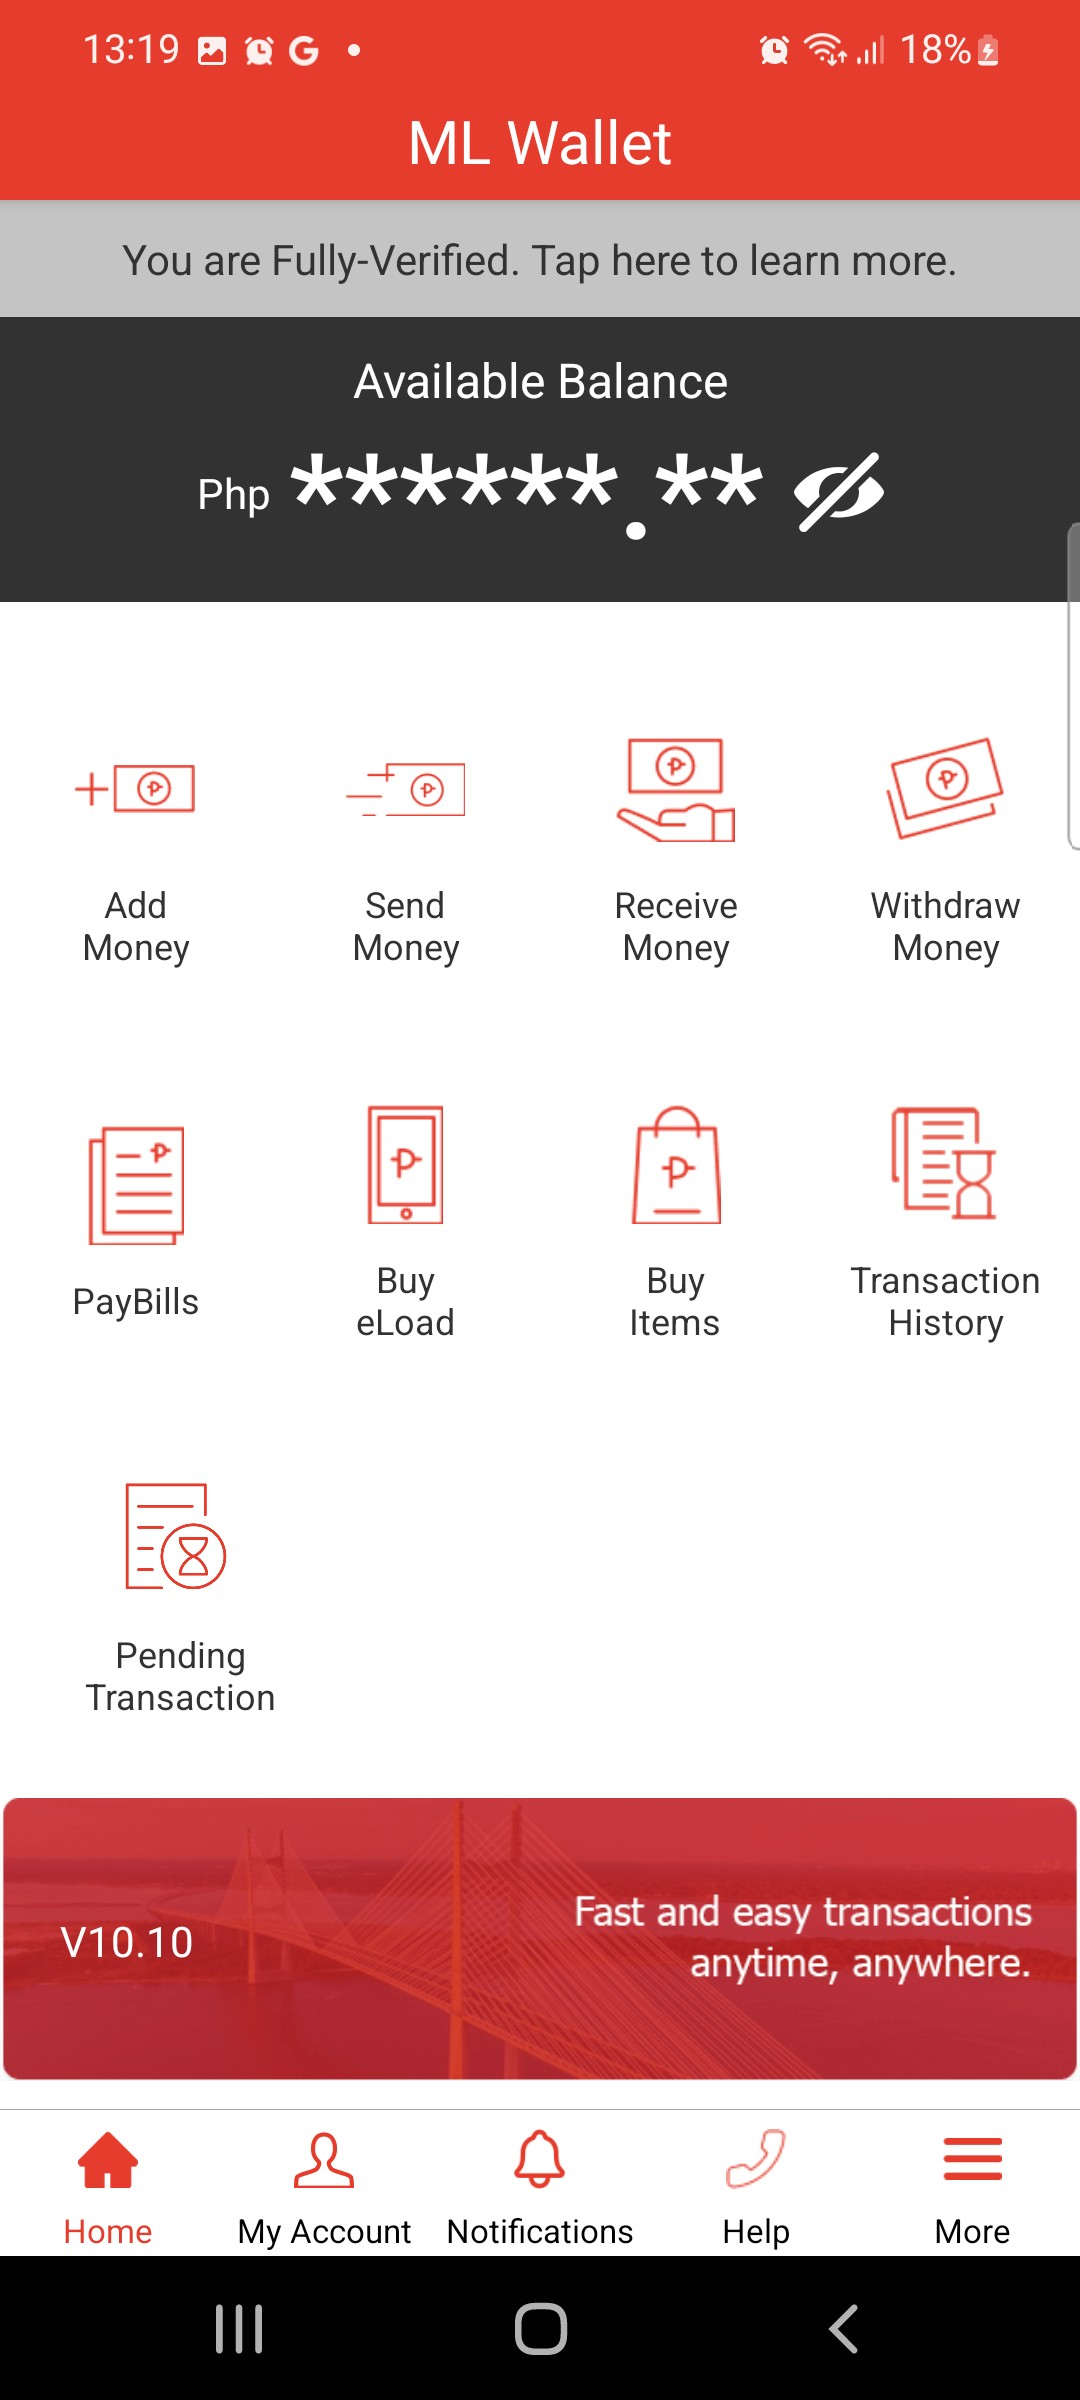 13:19
18%
ML Wallet
You are Fully-Verified. Tap here to learn more.
Available Balance
Php ******.**
Add
Money
Send
Money
Receive
Money
Withdraw
Money
PayBills
Buy
eLoad
Buy
Items
Transaction
History
Pending
Transaction
V10.10
Fast and easy transactions
anytime, anywhere.
Home
My Account
Notifications
Help
More